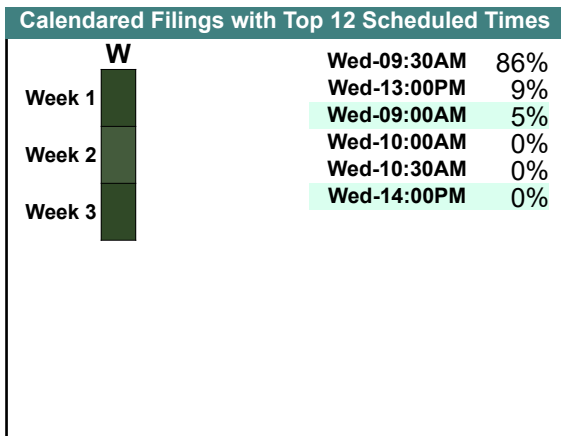 Calendared Filings with Top 12 Scheduled Times
W
Week 1
Week 2
Week 3
Wed-09:30AM 86%
Wed-13:00PM 9%
Wed-09:00AM 5%
Wed-10:00AM 0%
Wed-10:30AM 0%
Wed-14:00PM 0%